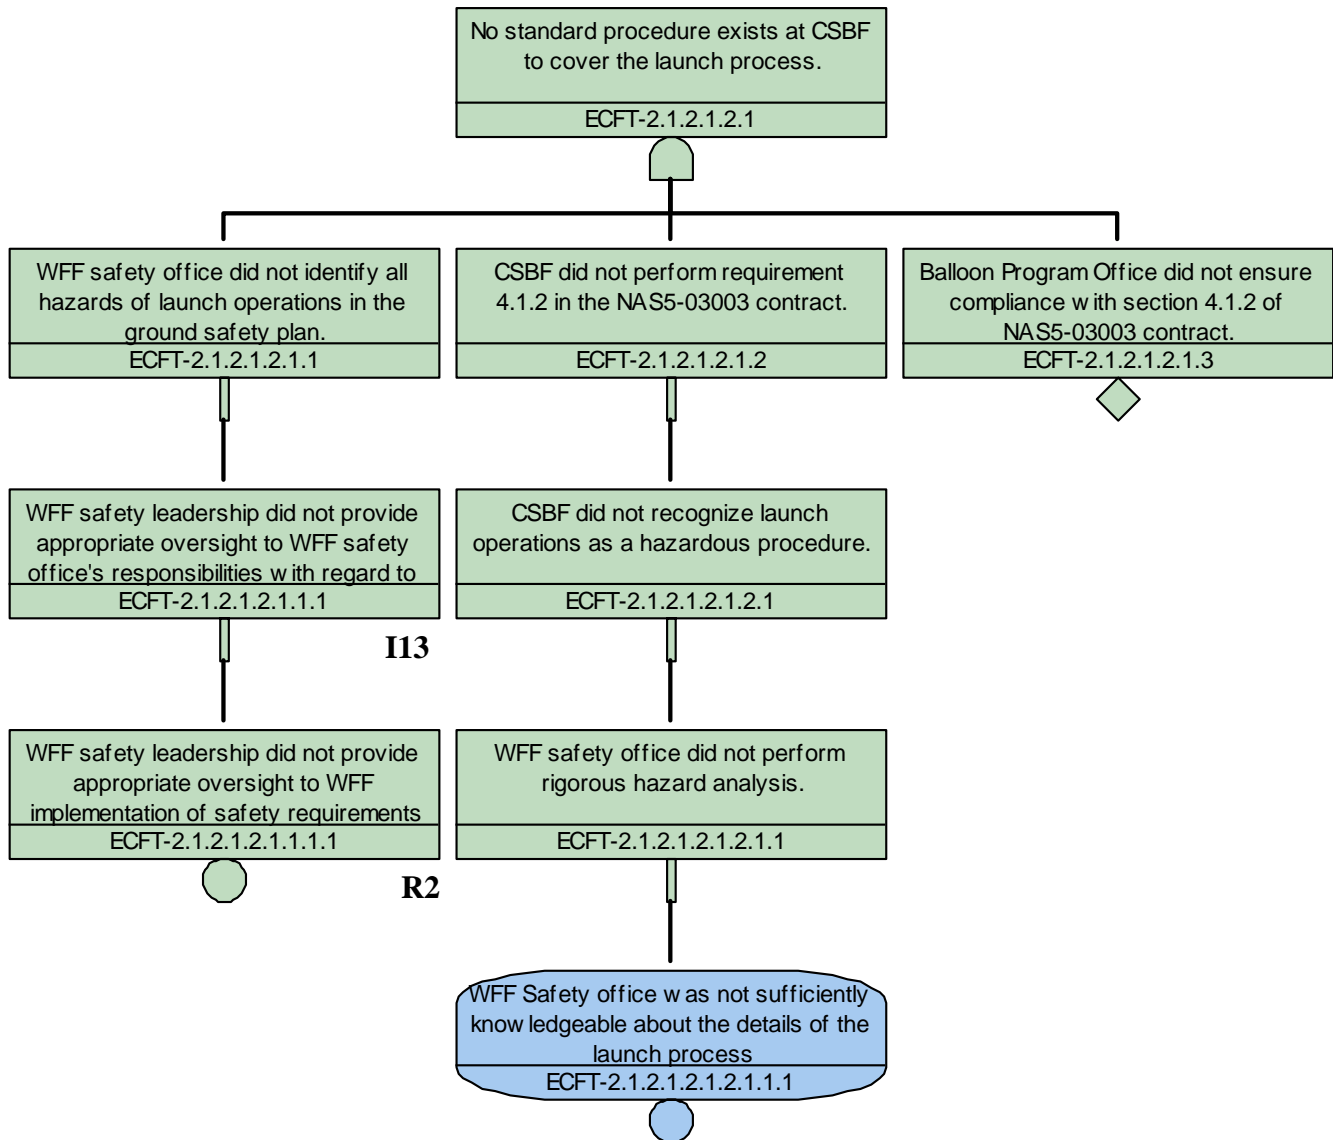 No standard procedure exists at CSBF
to cover the launch process.
ECFT-2.1.2.1.2.1
WFF safety office did not identify all
hazards of launch operations in the
ground safety plan.
ECFT-2.1.2.1.2.1.1
CSBF did not perform requirement
4.1.2 in the NAS5-03003 contract.
ECFT-2.1.2.1.2.1.2
Balloon Program Office did not ensure
compliance with section 4.1.2 of
NAS5-03003 contract.
ECFT-2.1.2.1.2.1.3
WFF safety leadership did not provide
appropriate oversight to WFF safety
office's responsibilities with regard to
ECFT-2.1.2.1.2.1.1.1
I13
CSBF did not recognize launch
operations as a hazardous procedure.
ECFT-2.1.2.1.2.1.2.1
WFF safety leadership did not provide
appropriate oversight to WFF
implementation of safety requirements
ECFT-2.1.2.1.2.1.1.1.1
R2
WFF safety office did not perform
rigorous hazard analysis.
ECFT-2.1.2.1.2.1.2.1.1
WFF Safety office was not sufficiently
knowledgeable about the details of the
launch process
ECFT-2.1.2.1.2.1.2.1.1.1